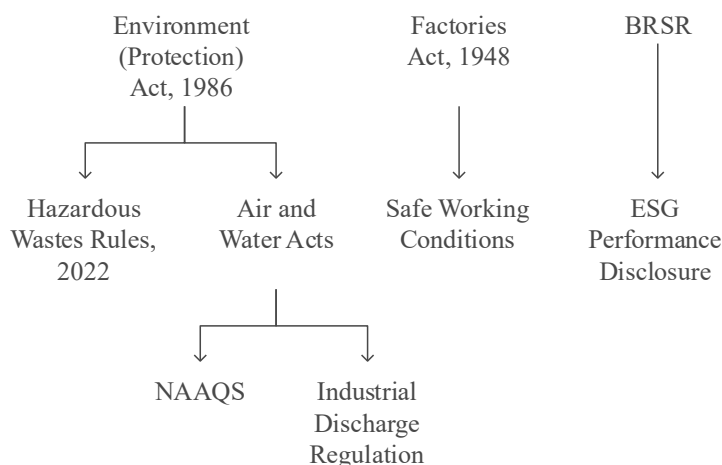 Environment
(Protection)
Act, 1986
Factories
Act, 1948
BRSR
Hazardous
Wastes Rules,
2022
Air and
Water Acts
Safe Working
Conditions
ESG
Performance
Disclosure
NAAQS
Industrial
Discharge
Regulation